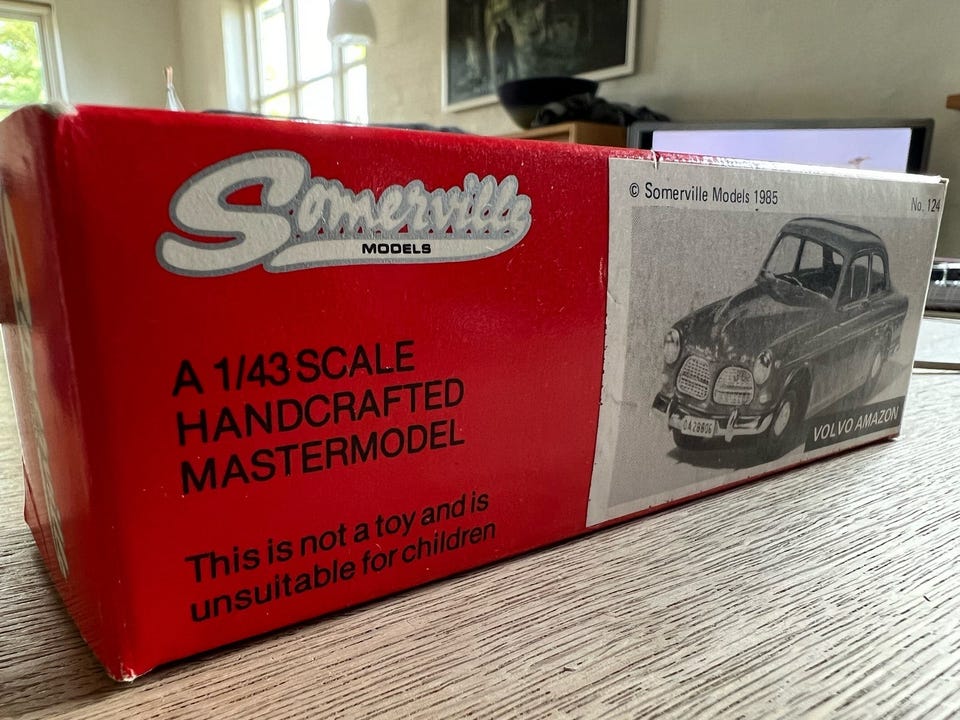 Somerville
MODELS
A 1/43 SCALE
HANDCRAFTED
MASTERMODEL
This is not a toy and is
unsuitable for children
© Somerville Models 1985
No. 124
VOLVO AMAZON